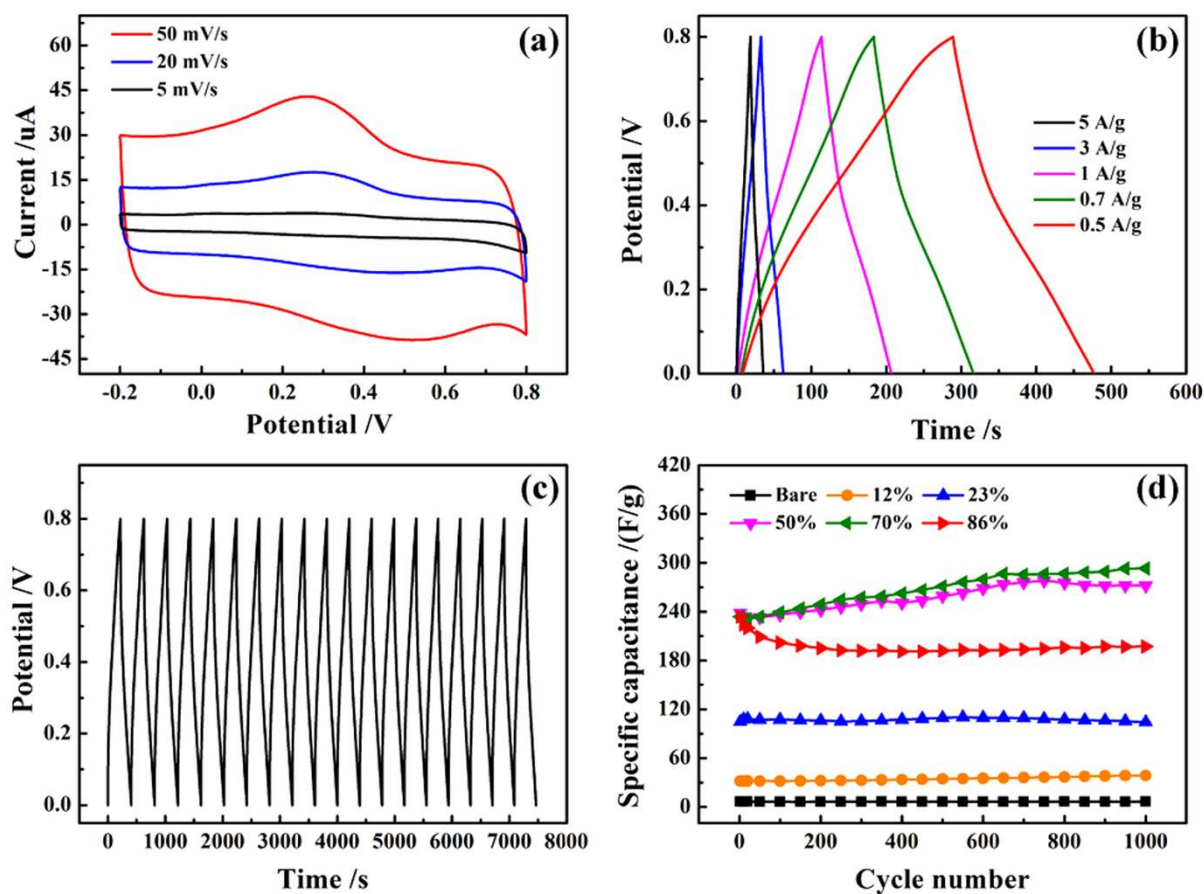 (a)
50 mV/s
20 mV/s
5 mV/s
60
45
30
15
0
-15
-30
-45
Current /uA
-0.2 0.0 0.2 0.4 0.6 0.8
Potential /V
(b)
5 A/g
3 A/g
1 A/g
0.7 A/g
0.5 A/g
0.8
0.6
0.4
0.2
0.0
Potential /V
0 100 200 300 400 500 600
Time /s
(c)
0.8
0.6
0.4
0.2
0.0
Potential /V
0 1000 2000 3000 4000 5000 6000 7000 8000
Time /s
(d)
Bare 12% 23%
50% 70% 86%
420
360
300
240
180
120
60
0
Specific capacitance /(F/g)
0 200 400 600 800 1000
Cycle number